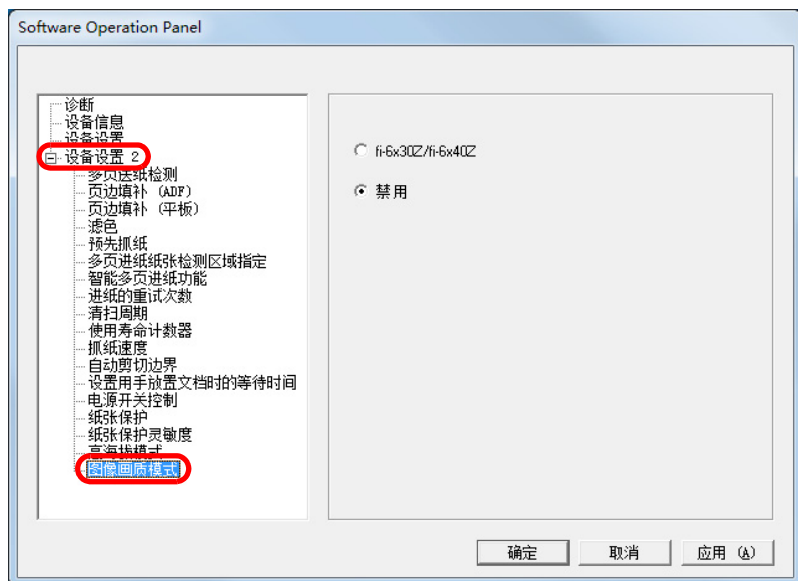 Software Operation Panel
诊断
设备信息
设备设置
设备设置 2
多页送纸检测
页边填补 (ADF)
页边填补 (平板)
滤色
预先抓纸
多页进纸纸张检测区域指定
智能多页进纸功能
进纸的重试次数
清扫周期
使用寿命计数器
抓纸速度
自动剪切边界
设置用手放置文档时的等待时间
电源开关控制
纸张保护
纸张保护灵敏度
高海拔模式
图像画质模式
fi-6x30Z/fi-6x40Z
禁用
确定
取消
应用 (A)